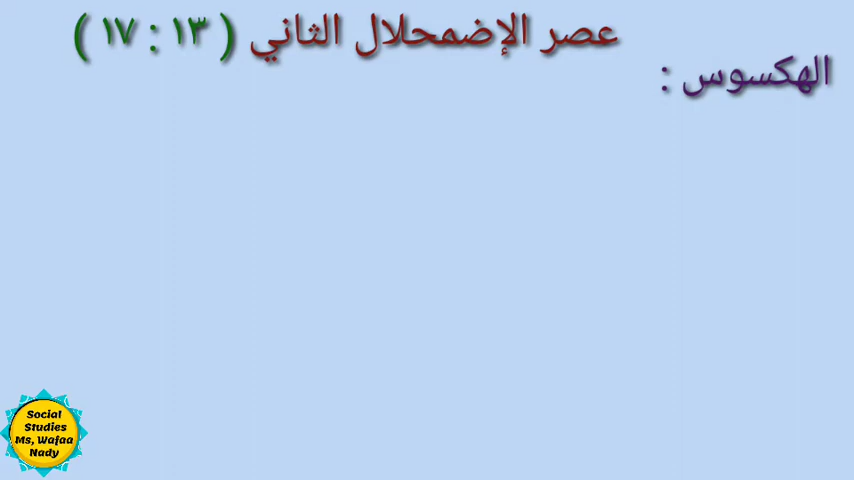 عصر الإضمحلال الثاني ( ١٣ : ١٧ )
الهكسوس :
Social
Studies
Ms, Wafaa
Nady